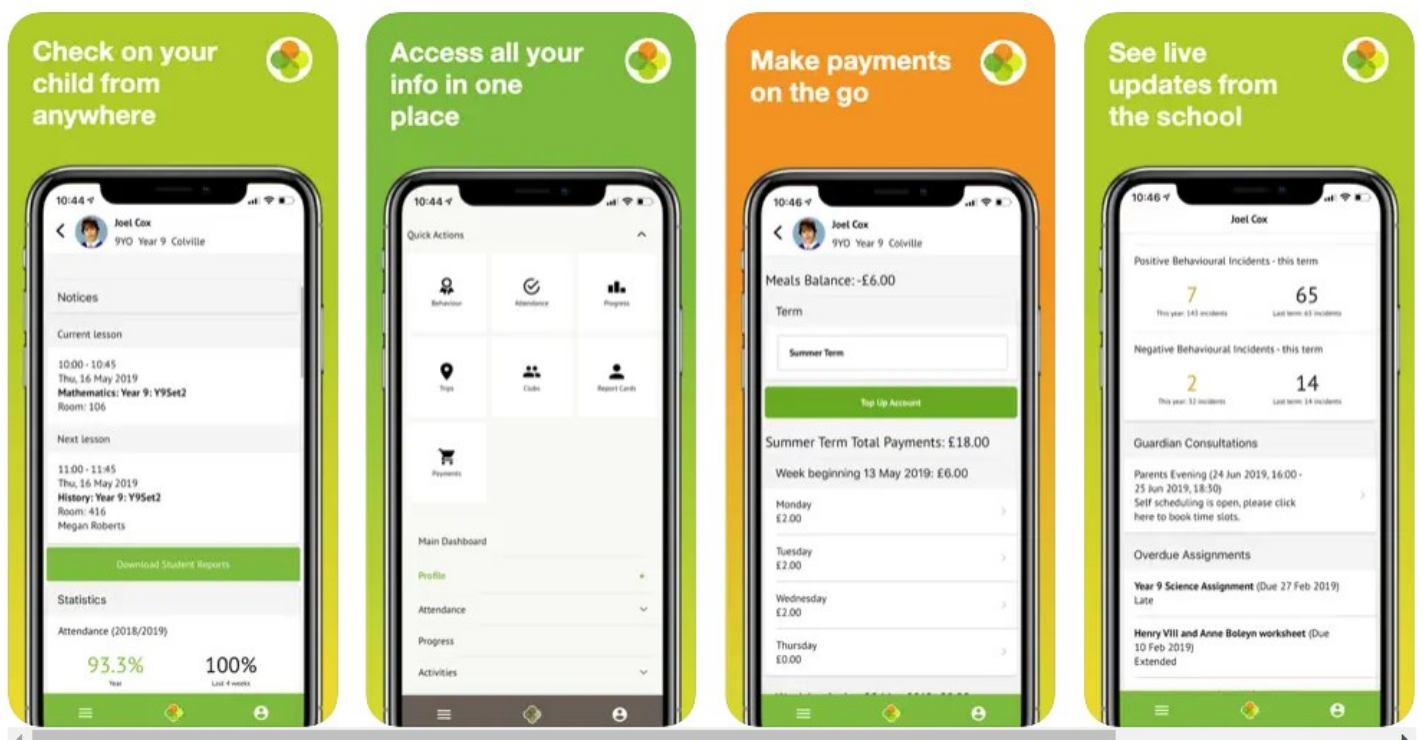 Check on your
child from
anywhere
10:44
Joel Cox
9YO Year 9 Colville
Notices
Current lesson
10:00 - 10:45
Thu, 16 May 2019
Mathematics: Year 9: Y9Set2
Room: 106
Next lesson
11:00 - 11:45
Thu, 16 May 2019
History: Year 9: Y9Set2
Room: 416
Megan Roberts
Download Student Reports
Statistics
Attendance (2018/2019)
93.3% 100%
Year Last 4 weeks
Access all your
info in one
place
10:44
Quick Actions
Behaviour Attendance Progress
Trips Clubs Report Cards
Payments
Main Dashboard
Profile
Attendance
Progress
Activities
Make payments
on the go
10:46
Joel Cox
9YO Year 9 Colville
Meals Balance: -£6.00
Term
Summer Term
Top Up Account
Summer Term Total Payments: £18.00
Week beginning 13 May 2019: £6.00
Monday
£2.00
Tuesday
£2.00
Wednesday
£2.00
Thursday
£0.00
See live
updates from
the school
10:46
Joel Cox
Positive Behavioural Incidents - this term
7 65
This year: 143 incidents Last term: 65 incidents
Negative Behavioural Incidents - this term
2 14
This year: 32 incidents Last term: 14 incidents
Guardian Consultations
Parents Evening (24 Jun 2019, 16:00 -
25 Jun 2019, 18:30)
Self scheduling is open, please click
here to book time slots.
Overdue Assignments
Year 9 Science Assignment (Due 27 Feb 2019)
Late
Henry VIII and Anne Boleyn worksheet (Due
10 Feb 2019)
Extended